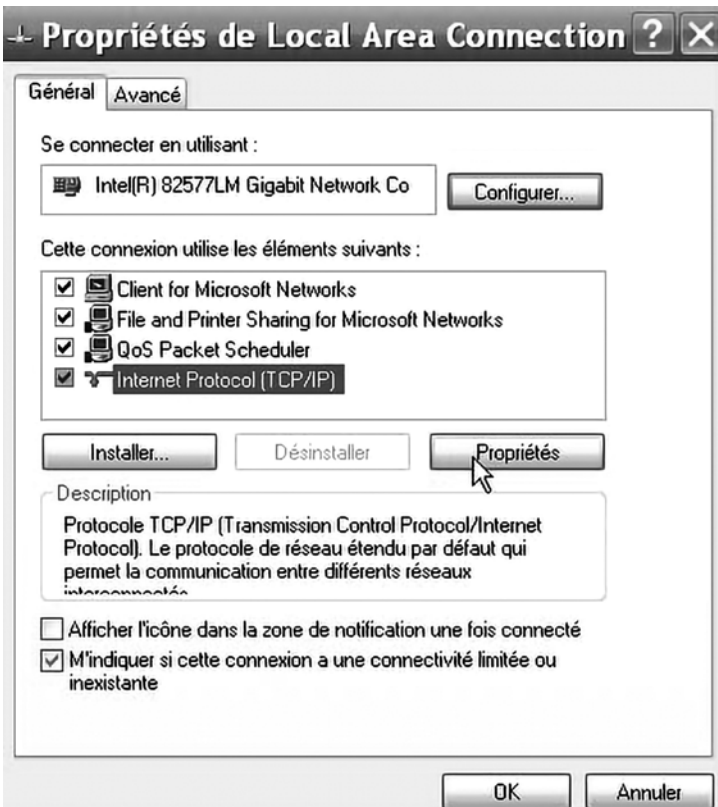 Propriétés de Local Area Connection
Général
Avancé
Se connecter en utilisant :
Intel(R) 82577LM Gigabit Network Co
Configurer...
Cette connexion utilise les éléments suivants :
Client for Microsoft Networks
File and Printer Sharing for Microsoft Networks
QoS Packet Scheduler
Internet Protocol (TCP/IP)
Installer...
Désinstaller
Propriétés
Description
Protocole TCP/IP (Transmission Control Protocol/Internet
Protocol). Le protocole de réseau étendu par défaut qui
permet la communication entre différents réseaux
interconnectés.
Afficher l'icône dans la zone de notification une fois connecté
M'indiquer si cette connexion a une connectivité limitée ou
inexistante
OK
Annuler